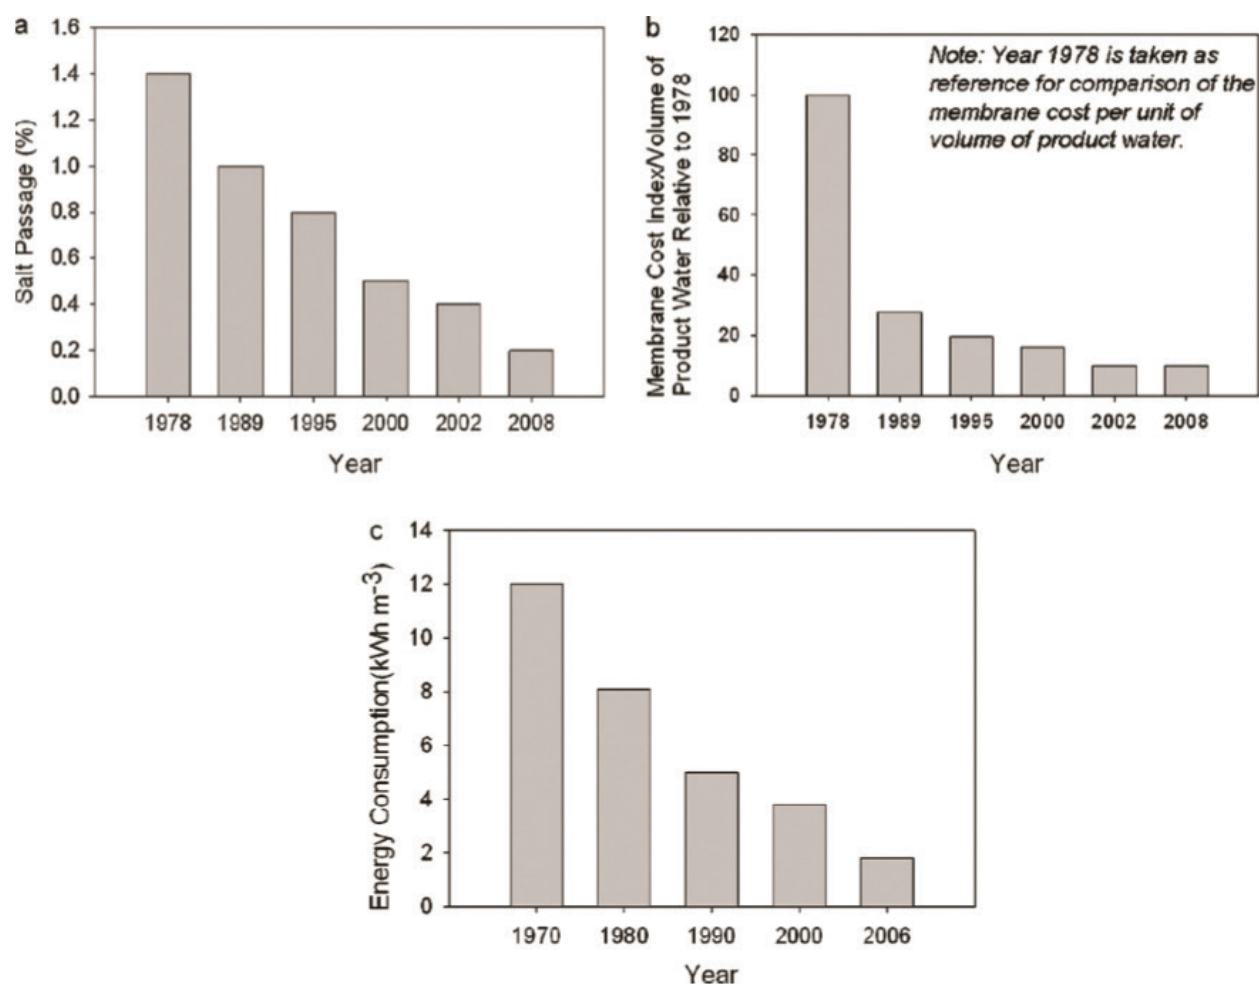 a
1.6
1.4
1.2
1.0
0.8
0.6
0.4
0.2
0.0
Salt Passage (%)
1978 1989 1995 2000 2002 2008
Year
b
120
100
80
60
40
20
0
Membrane Cost Index/Volume of
Product Water Relative to 1978
Note: Year 1978 is taken as
reference for comparison of the
membrane cost per unit of
volume of product water.
1978 1989 1995 2000 2002 2008
Year
c
14
12
10
8
6
4
2
0
Energy Consumption(kWh m⁻³)
1970 1980 1990 2000 2006
Year